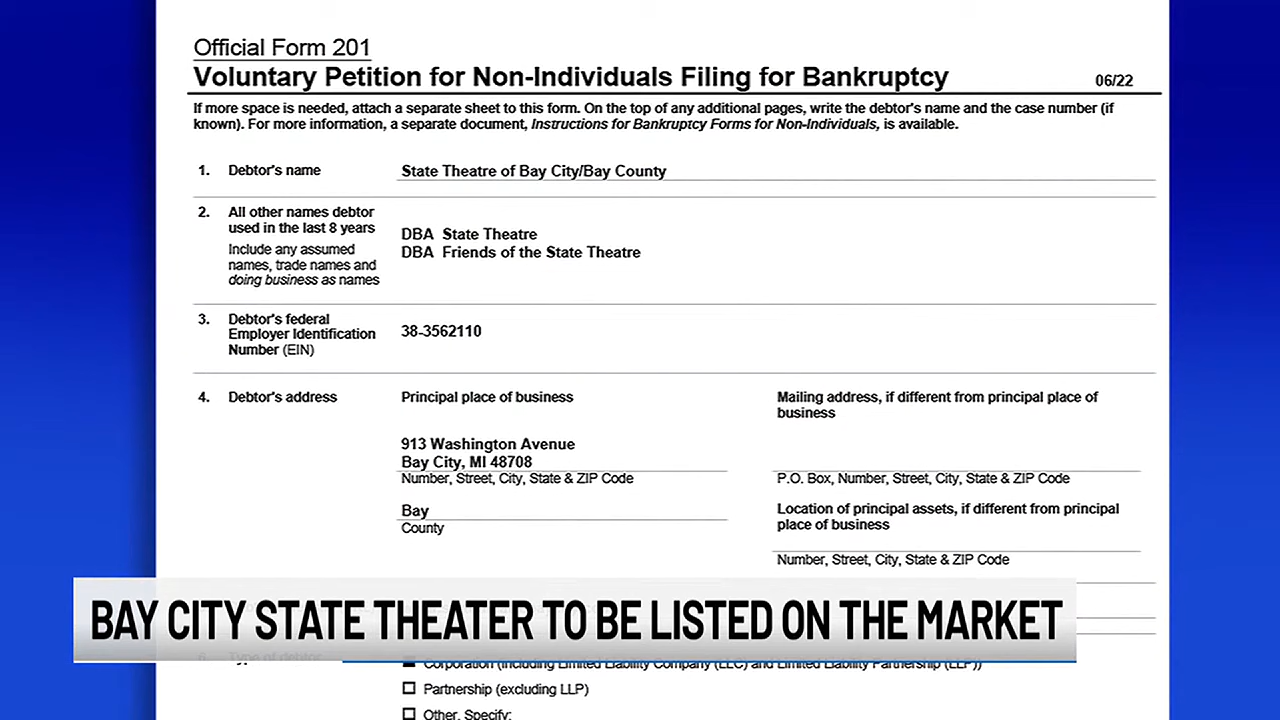 Official Form 201
Voluntary Petition for Non-Individuals Filing for Bankruptcy
06/22
If more space is needed, attach a separate sheet to this form. On the top of any additional pages, write the debtor's name and the case number (if
known). For more information, a separate document, Instructions for Bankruptcy Forms for Non-Individuals, is available.
1. Debtor's name
State Theatre of Bay City/Bay County
2. All other names debtor
used in the last 8 years
Include any assumed
names, trade names and
doing business as names
DBA State Theatre
DBA Friends of the State Theatre
3. Debtor's federal
Employer Identification
Number (EIN)
38-3562110
4. Debtor's address
Principal place of business
913 Washington Avenue
Bay City, MI 48708
Number, Street, City, State & ZIP Code
Bay
County
Mailing address, if different from principal place of
business
P.O. Box, Number, Street, City, State & ZIP Code
Location of principal assets, if different from principal
place of business
Number, Street, City, State & ZIP Code
BAY CITY STATE THEATER TO BE LISTED ON THE MARKET
6. Type of debtor
Corporation (including Limited Liability Company (LLC) and Limited Liability Partnership (LLP))
Partnership (excluding LLP)
Other. Specify: